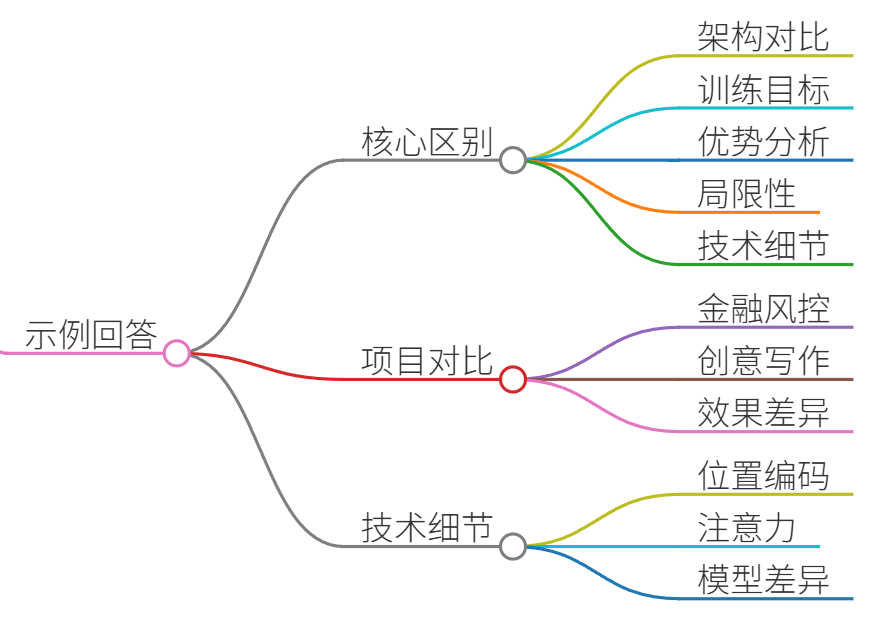 示例回答
核心区别
架构对比
训练目标
优势分析
局限性
技术细节
项目对比
金融风控
创意写作
效果差异
技术细节
位置编码
注意力
模型差异